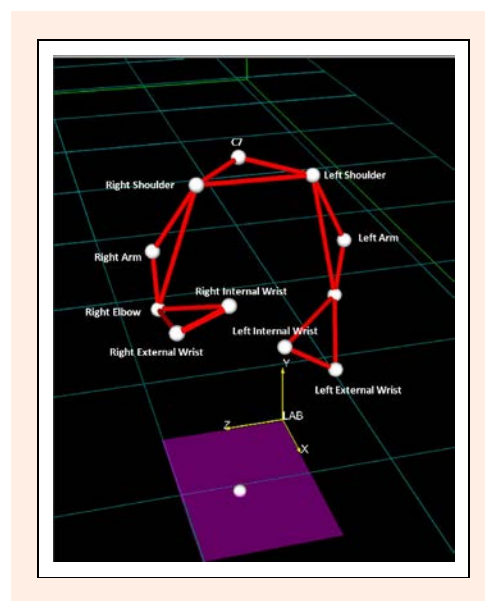 C7
Right Shoulder
Left Shoulder
Left Arm
Right Arm
Right Internal Wrist
Right Elbow
Left Internal Wrist
Right External Wrist
Y
Left External Wrist
LAB
Z
X